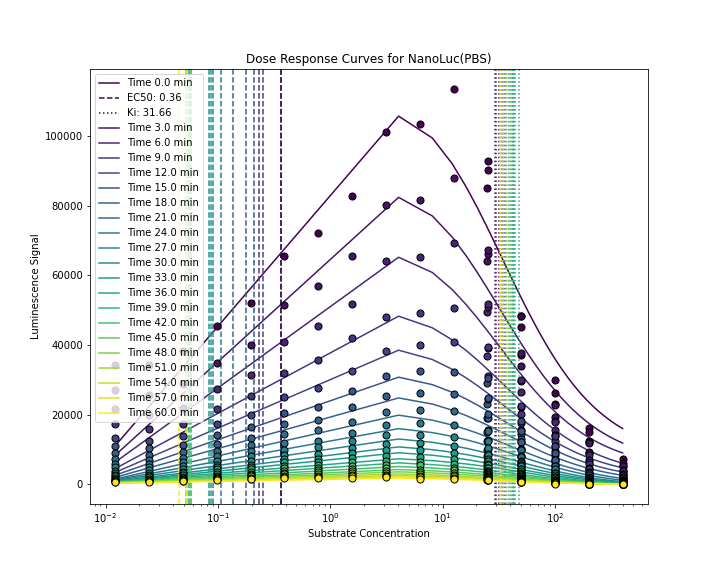 Dose Response Curves for NanoLuc(PBS)
Time 0.0 min
EC50: 0.36
Ki: 31.66
Time 3.0 min
Time 6.0 min
Time 9.0 min
Time 12.0 min
Time 15.0 min
Time 18.0 min
Time 21.0 min
Time 24.0 min
Time 27.0 min
Time 30.0 min
Time 33.0 min
Time 36.0 min
Time 39.0 min
Time 42.0 min
Time 45.0 min
Time 48.0 min
Time 51.0 min
Time 54.0 min
Time 57.0 min
Time 60.0 min
Luminescence Signal
100000
80000
60000
40000
20000
0
10⁻² 10⁻¹ 10⁰ 10¹ 10²
Substrate Concentration